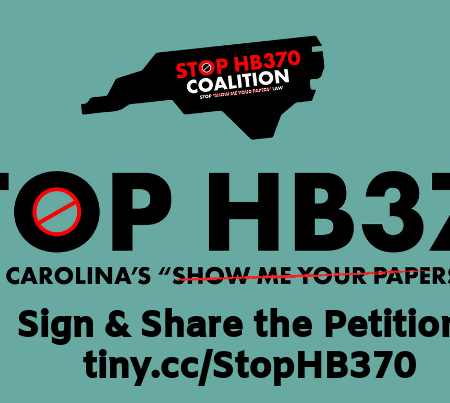 STOP HB370
COALITION
STOP "SHOW ME YOUR PAPERS" LAW
TOP HB37
CAROLINA'S “SHOW ME YOUR PAPERS
Sign & Share the Petition
tiny.cc/StopHB370